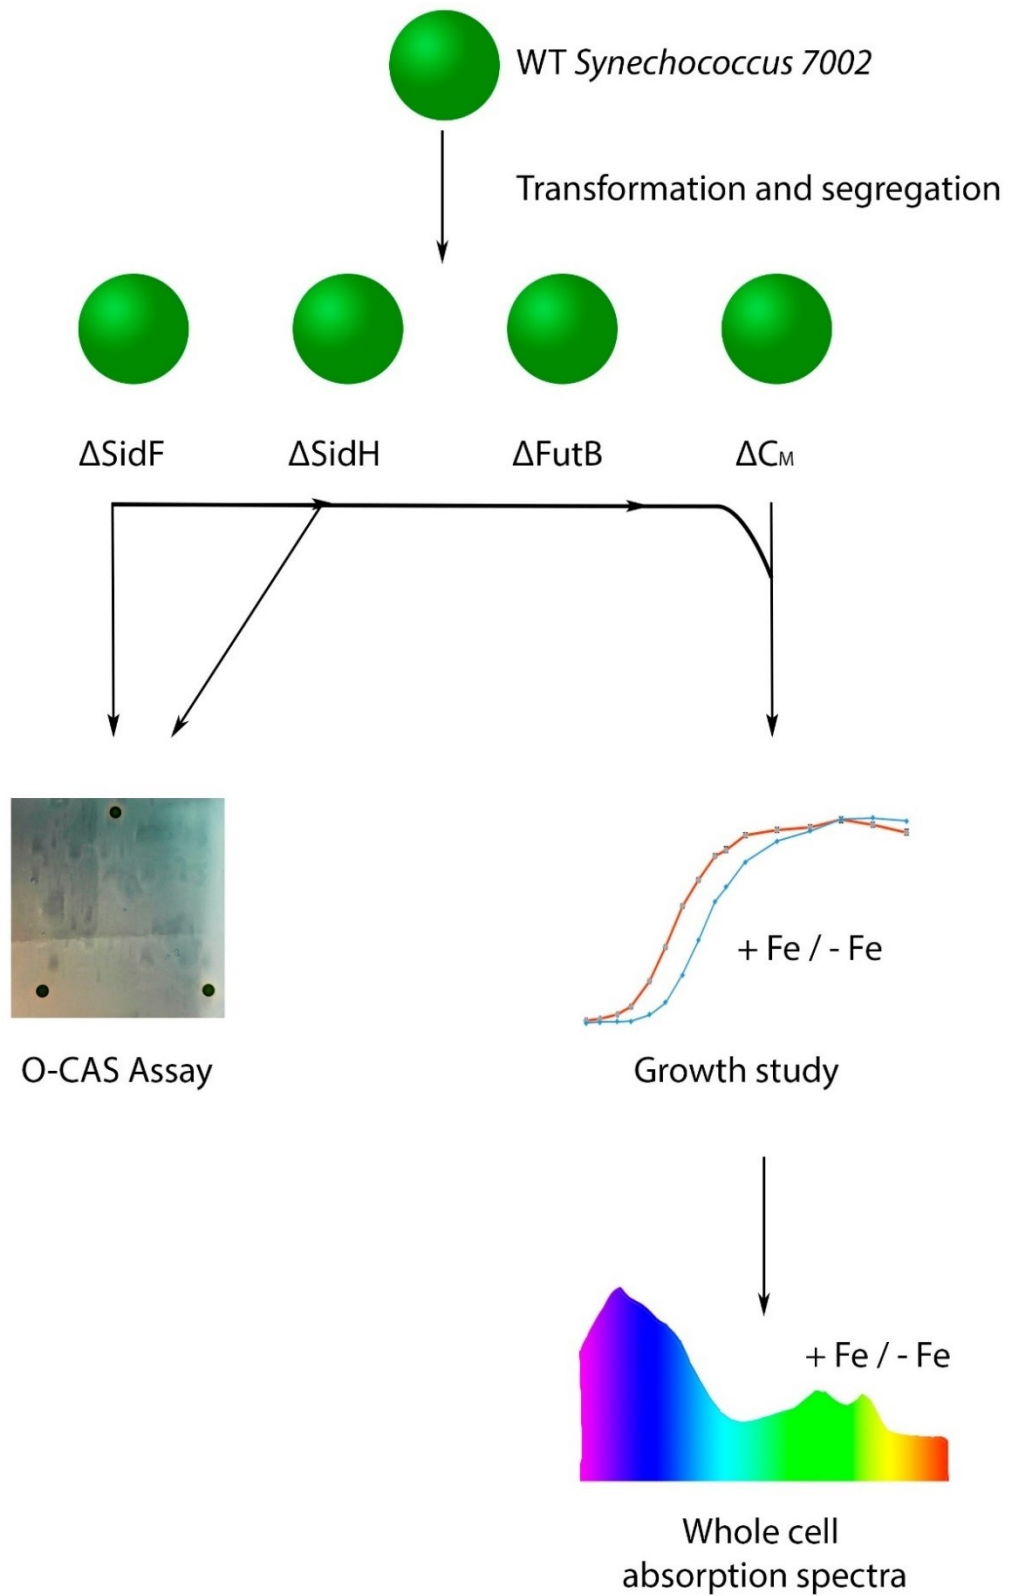 WT Synechococcus 7002
Transformation and segregation
ΔSidF ΔSidH ΔFutB ΔCM
+ Fe / - Fe
O-CAS Assay Growth study
+ Fe / - Fe
Whole cell
absorption spectra